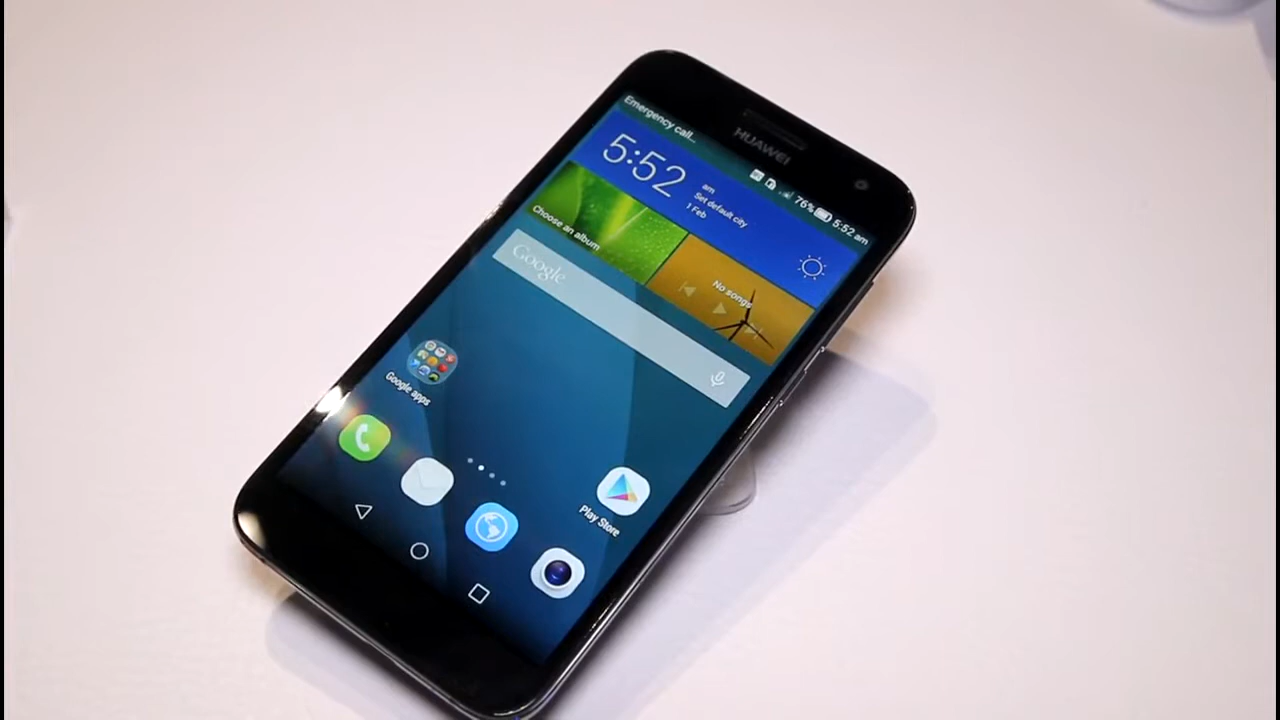 HUAWEI
Emergency call...
76% 5:52 am
5:52
am
Set default city
1 Feb
Choose an album
No songs
Google
Google apps
Play Store